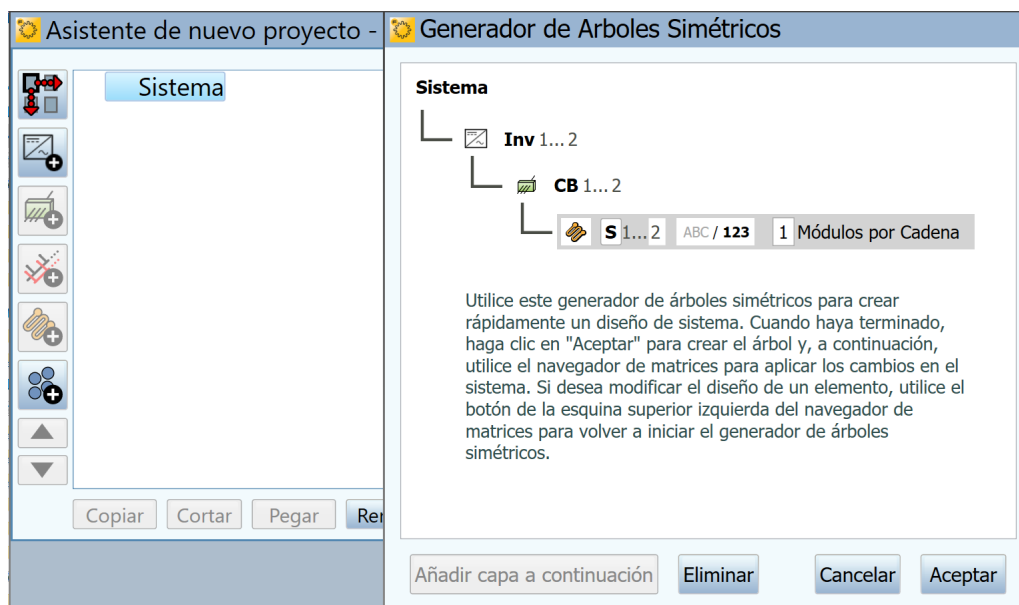 Asistente de nuevo proyecto -
Sistema
Copiar
Cortar
Pegar
Generador de Arboles Simétricos
Sistema
Inv 1... 2
CB 1... 2
S 1... 2 ABC / 123 1 Módulos por Cadena
Utilice este generador de árboles simétricos para crear
rápidamente un diseño de sistema. Cuando haya terminado,
haga clic en "Aceptar" para crear el árbol y, a continuación,
utilice el navegador de matrices para aplicar los cambios en el
sistema. Si desea modificar el diseño de un elemento, utilice el
botón de la esquina superior izquierda del navegador de
matrices para volver a iniciar el generador de árboles
simétricos.
Añadir capa a continuación
Eliminar
Cancelar
Aceptar